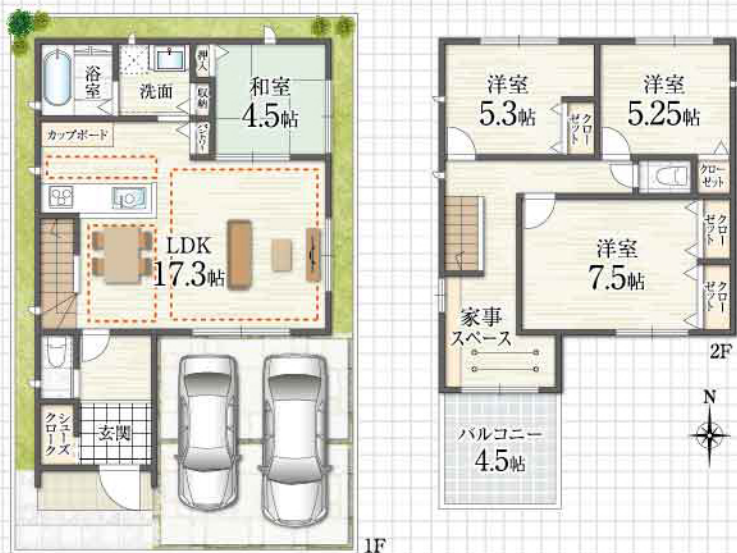 浴室
洗面
押入
収納
パントリー
和室
4.5帖
カップボード
LDK
17.3帖
シューズ
クローク
玄関
1F
洋室
5.3帖
クロー
ゼット
洋室
5.25帖
クロー
ゼット
洋室
7.5帖
クロー
ゼット
クロー
ゼット
家事
スペース
2F
バルコニー
4.5帖
N